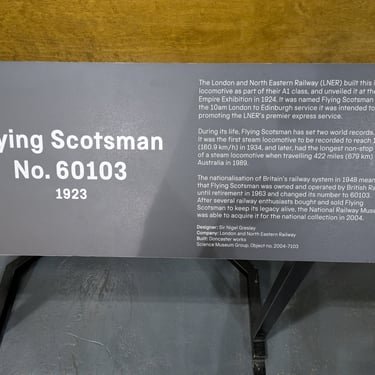 ying Scotsman
No. 60103
1923
The London and North Eastern Railway (LNER) built this
locomotive as part of their A1 class, and unveiled it at the
Empire Exhibition in 1924. It was named Flying Scotsman
the 10am London to Edinburgh service it was intended to
promoting the LNER's premier express service.
During its life, Flying Scotsman has set two world records.
It was the first steam locomotive to be recorded to reach 1
(160.9 km/h) in 1934, and later, had the longest non-stop
of a steam locomotive when travelling 422 miles (679 km)
Australia in 1989.
The nationalisation of Britain's railway system in 1948 mean
that Flying Scotsman was owned and operated by British Ra
until retirement in 1963 and changed its number to 60103.
After several railway enthusiasts bought and sold Flying
Scotsman to keep its legacy alive, the National Railway Muse
was able to acquire it for the national collection in 2004.
Designer: Sir Nigel Gresley
Company: London and North Eastern Railway
Built: Doncaster works
Science Museum Group. Object no. 2004-7103